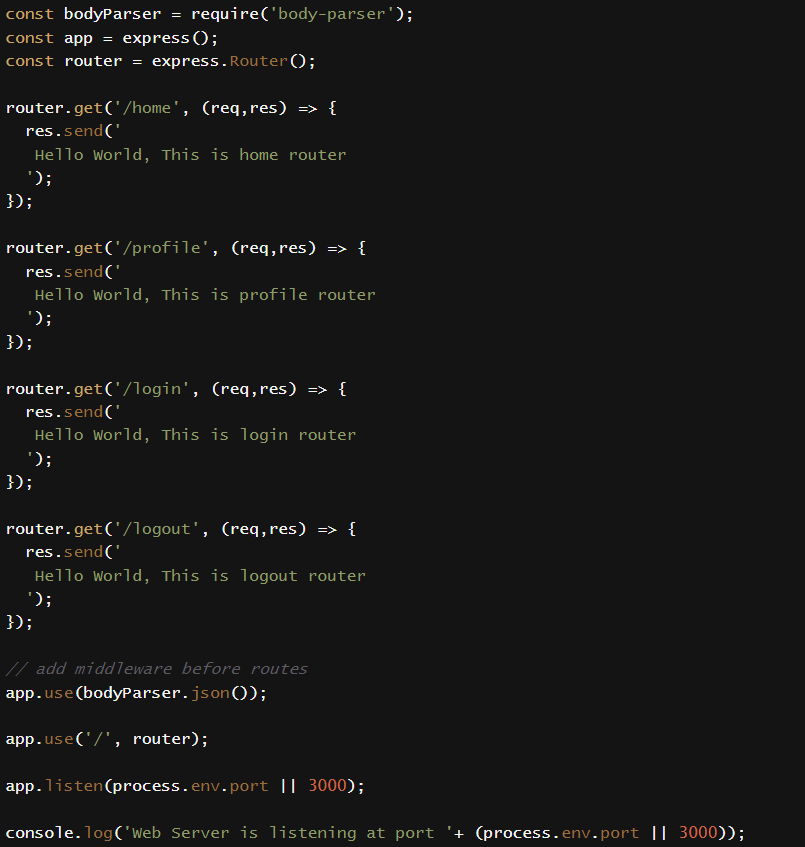 const bodyParser = require('body-parser');
const app = express();
const router = express.Router();

router.get('/home', (req,res) => {
  res.send('
   Hello World, This is home router
  ');
});

router.get('/profile', (req,res) => {
  res.send('
   Hello World, This is profile router
  ');
});

router.get('/login', (req,res) => {
  res.send('
   Hello World, This is login router
  ');
});

router.get('/logout', (req,res) => {
  res.send('
   Hello World, This is logout router
  ');
});

// add middleware before routes
app.use(bodyParser.json());

app.use('/', router);

app.listen(process.env.port || 3000);

console.log('Web Server is listening at port '+ (process.env.port || 3000));